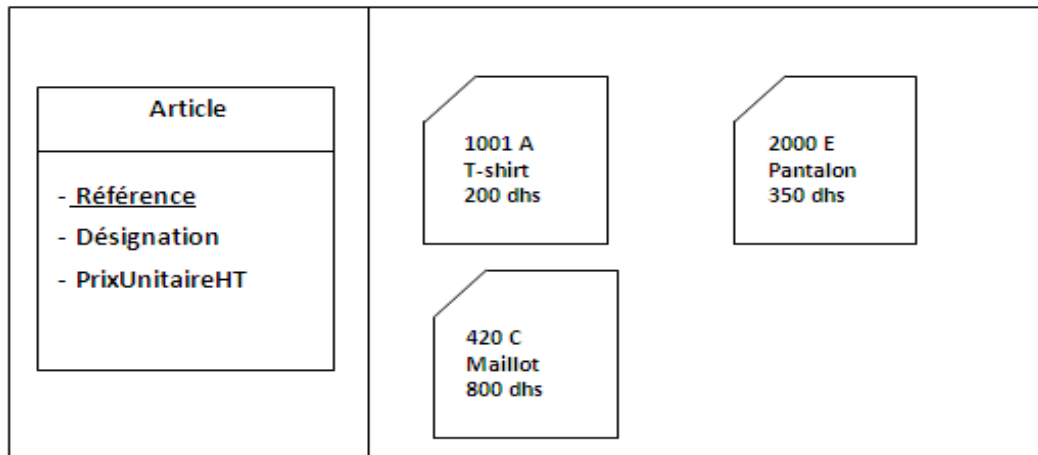 Article
- Référence
- Désignation
- PrixUnitaireHT
1001 A
T-shirt
200 dhs
2000 E
Pantalon
350 dhs
420 C
Maillot
800 dhs